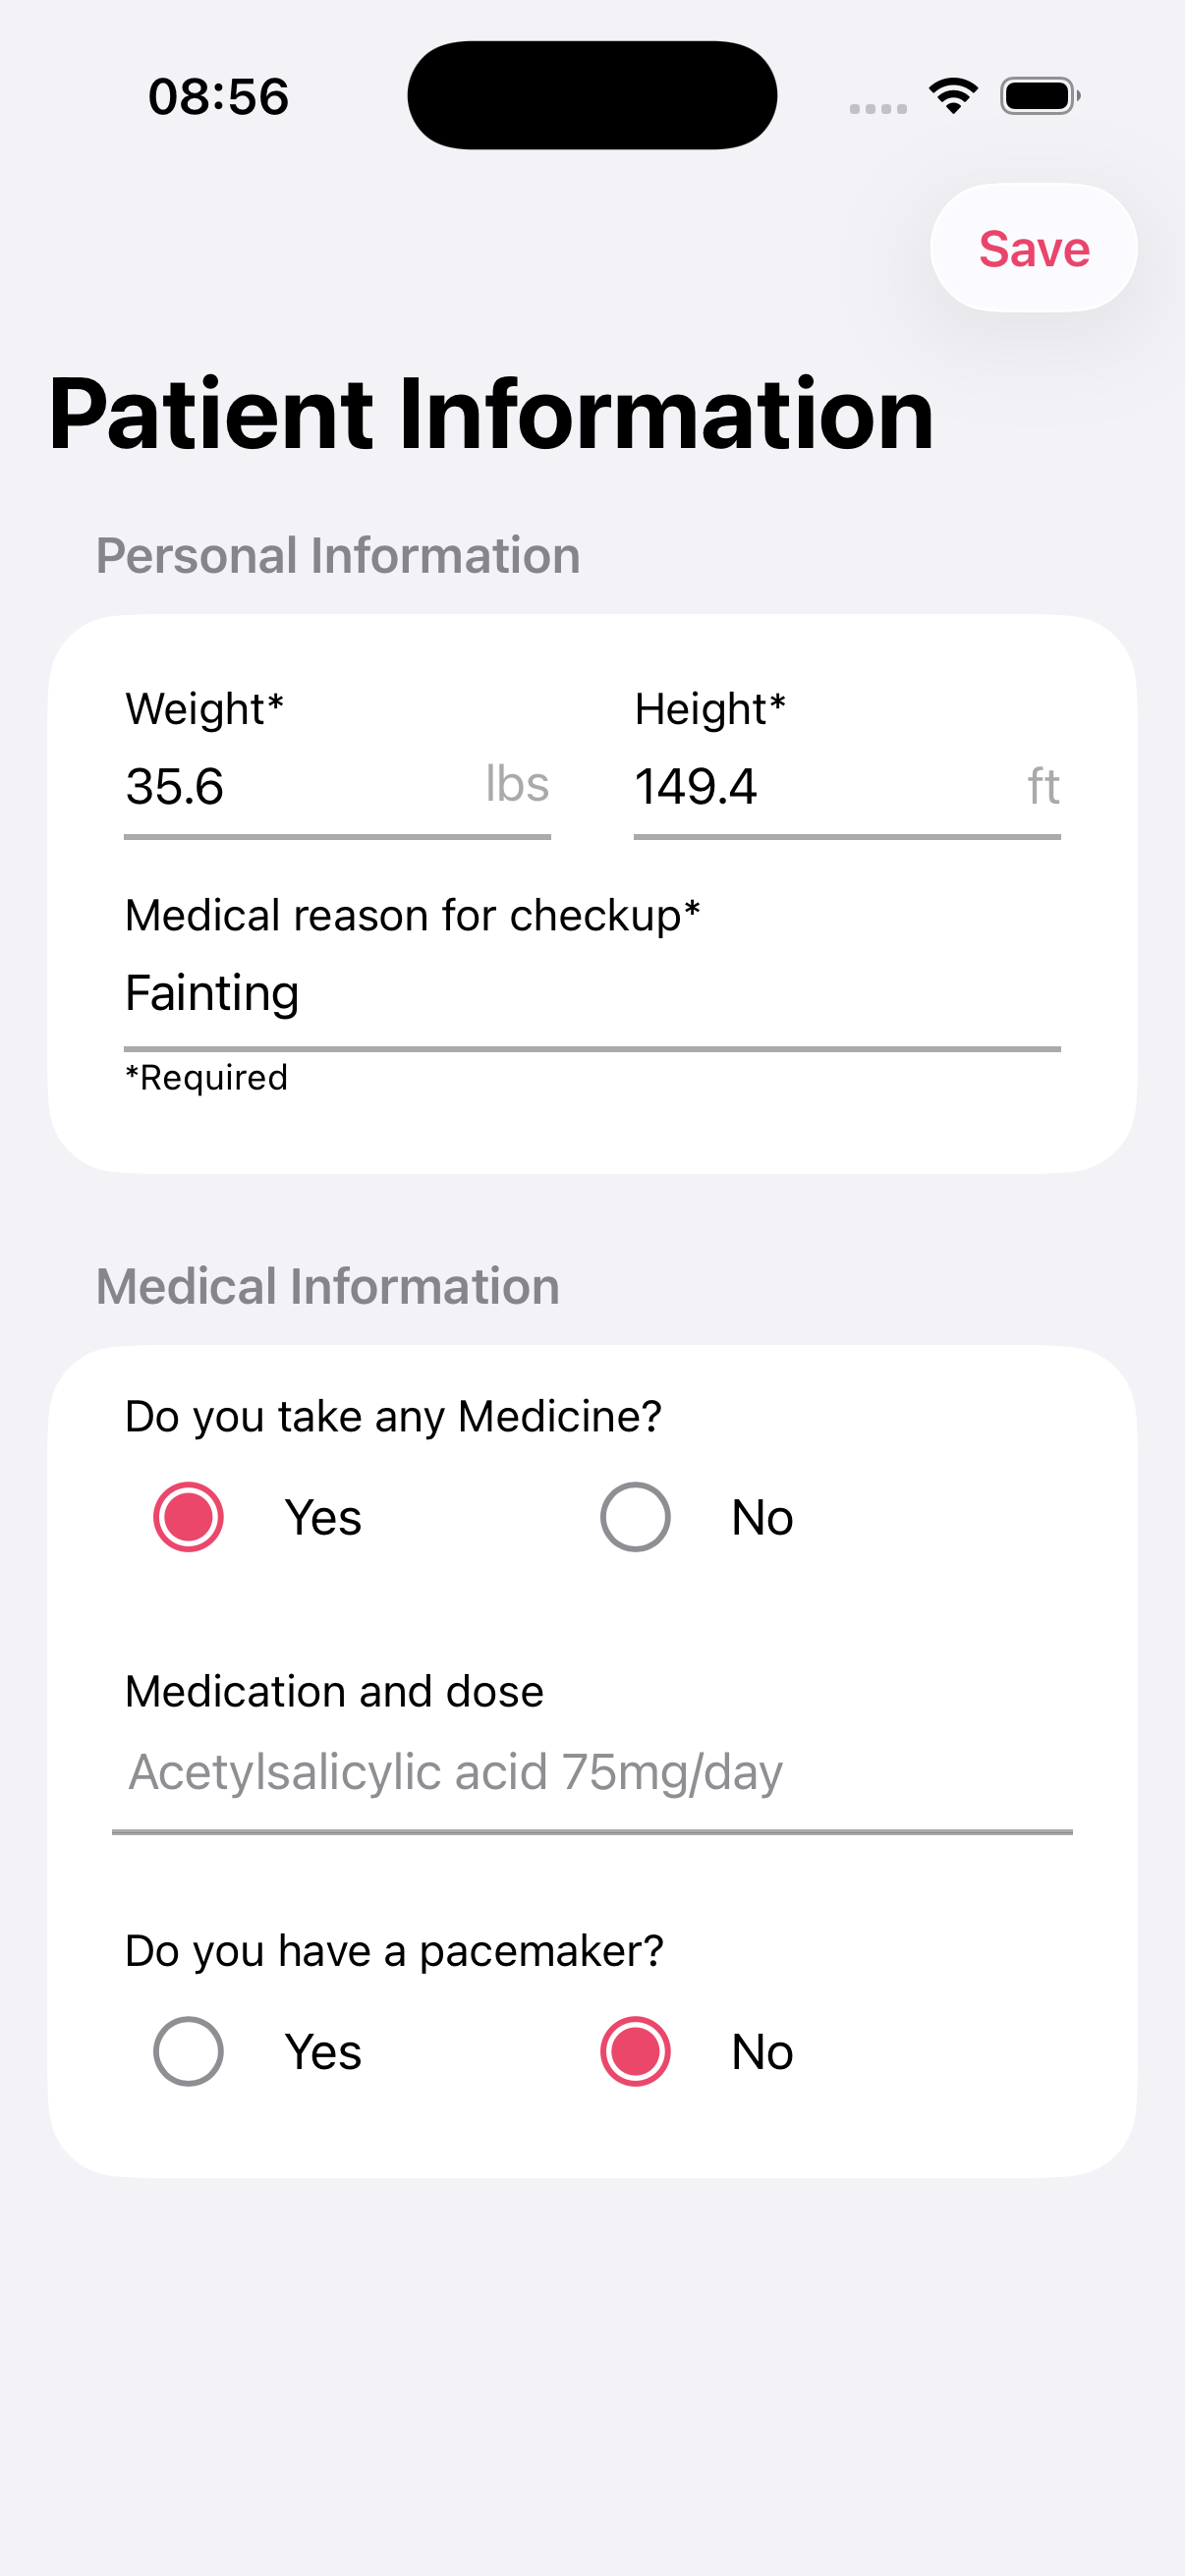 08:56
Save
Patient Information
Personal Information
Weight* Height*
35.6 lbs 149.4 ft
Medical reason for checkup*
Fainting
*Required
Medical Information
Do you take any Medicine?
Yes No
Medication and dose
Acetylsalicylic acid 75mg/day
Do you have a pacemaker?
Yes No